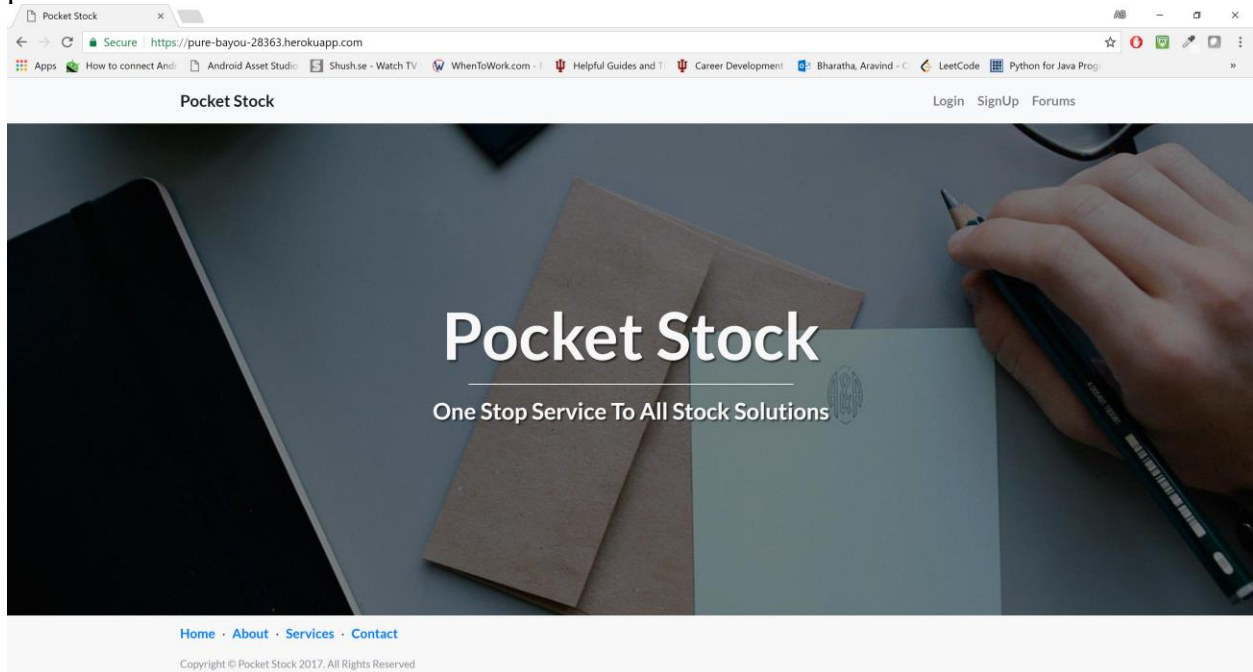 Pocket Stock
AB
Secure https://pure-bayou-28363.herokuapp.com
Apps How to connect Andr Android Asset Studio Shush.se - Watch TV WhenToWork.com - Helpful Guides and T Career Development Bharatha, Aravind - LeetCode Python for Java Prog »
Pocket Stock Login SignUp Forums
Pocket Stock
One Stop Service To All Stock Solutions
Home · About · Services · Contact
Copyright © Pocket Stock 2017. All Rights Reserved